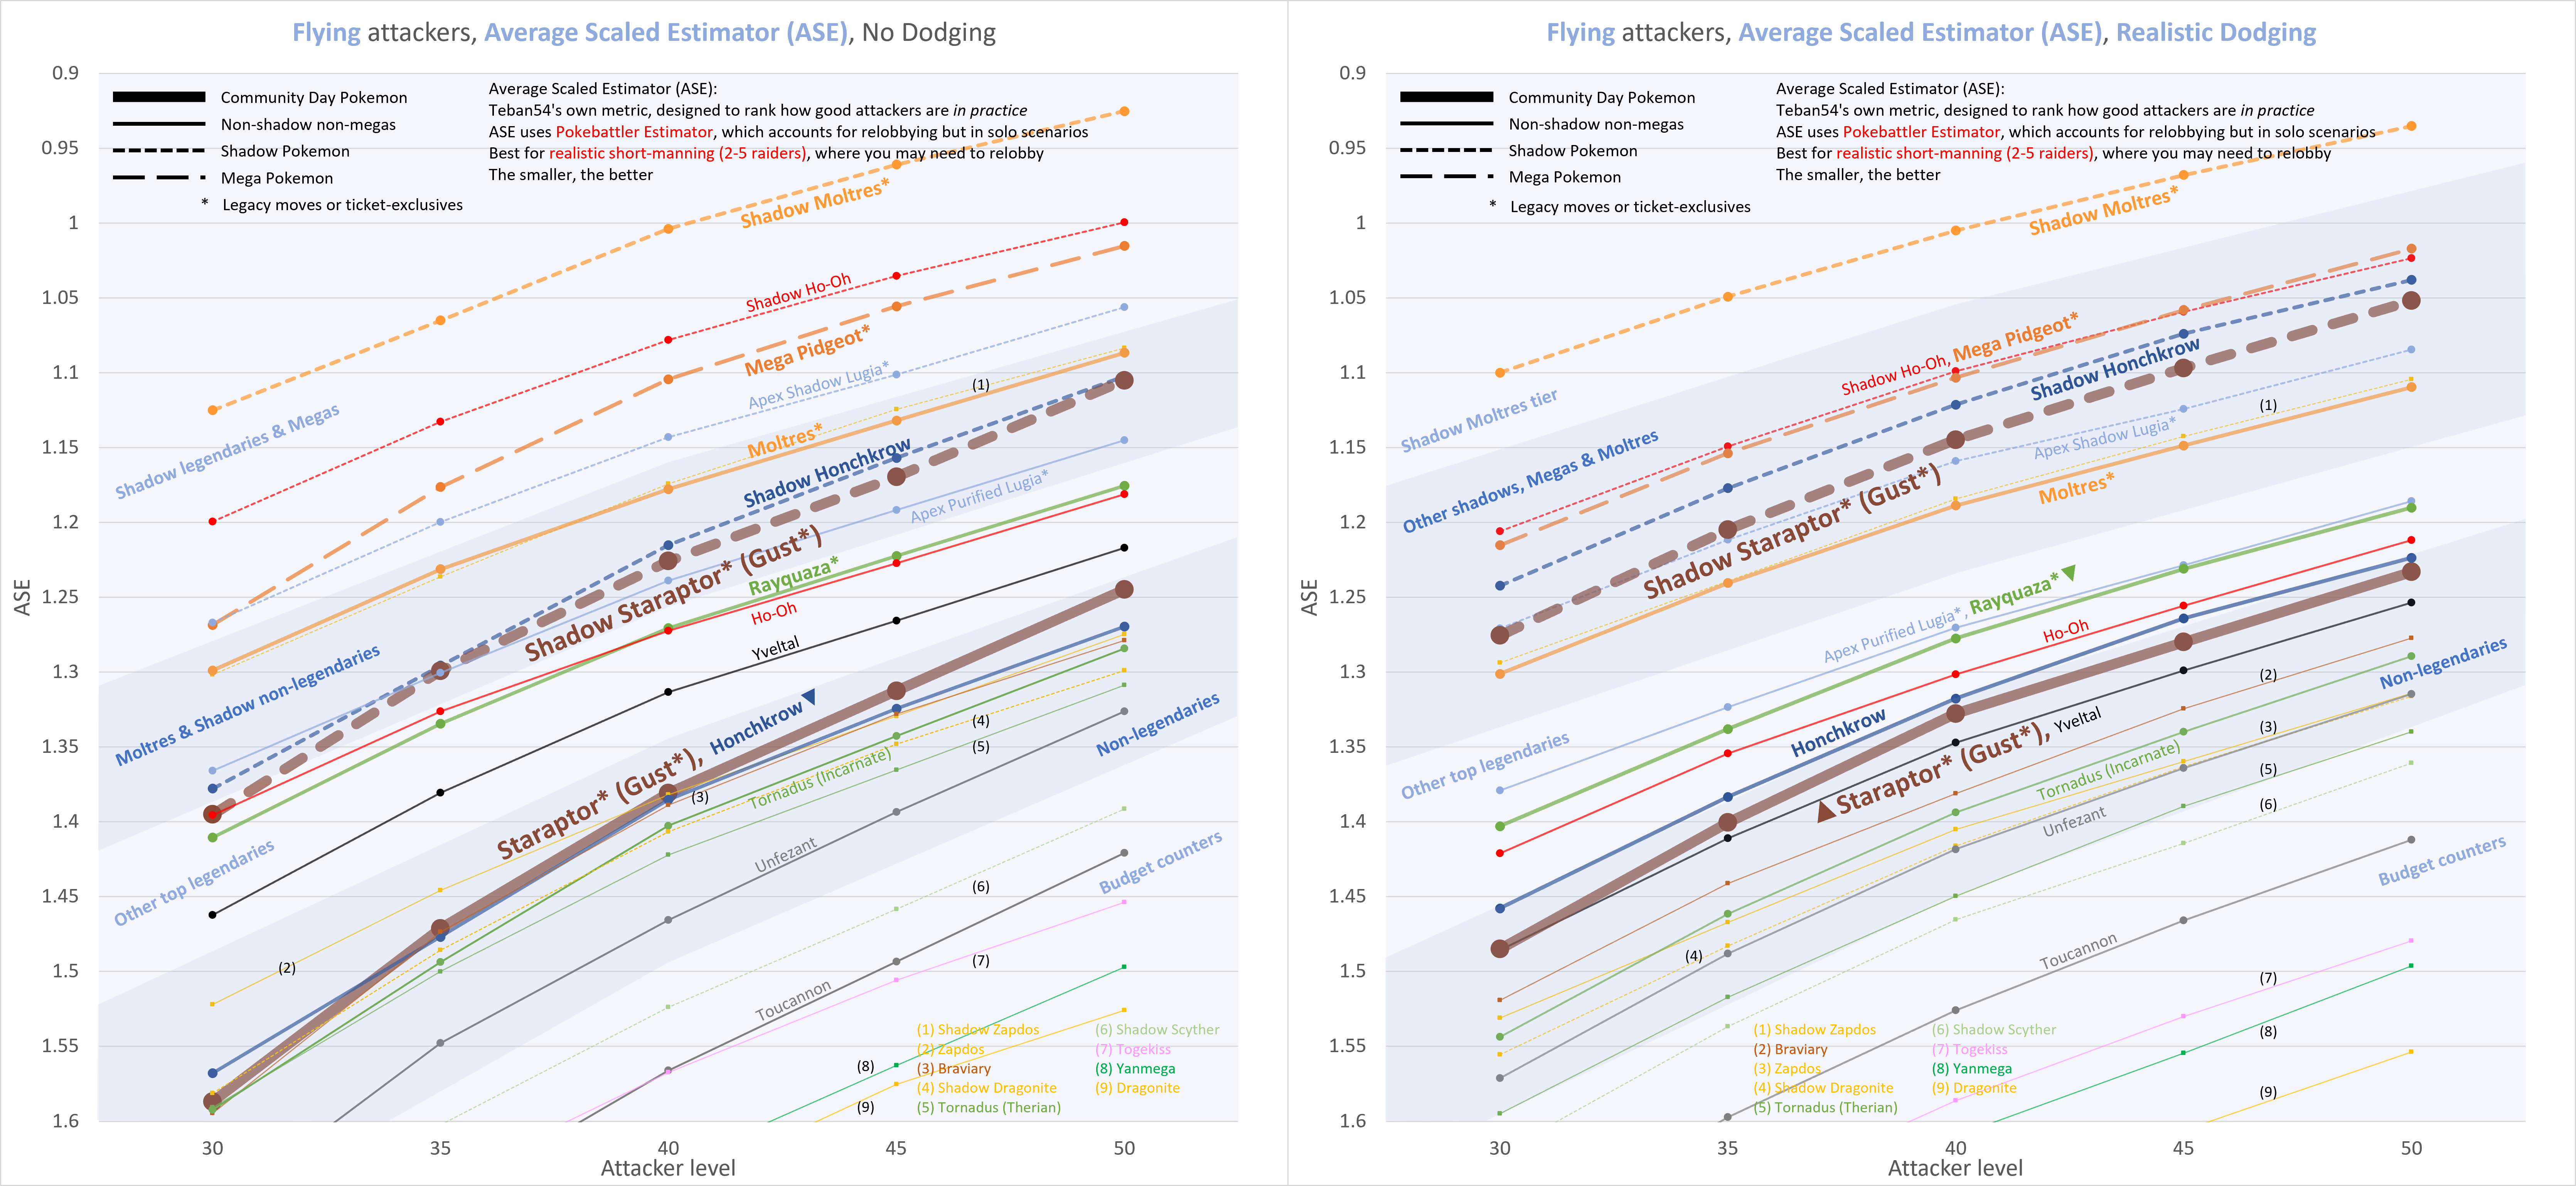 Flying attackers, Average Scaled Estimator (ASE), No Dodging
0.9
0.95
1
1.05
1.1
1.15
1.2
1.25
1.3
1.35
1.4
1.45
1.5
1.55
1.6
ASE
Community Day Pokemon
Non-shadow non-megas
Shadow Pokemon
Mega Pokemon
* Legacy moves or ticket-exclusives
Average Scaled Estimator (ASE):
Teban54's own metric, designed to rank how good attackers are in practice
ASE uses Pokebattler Estimator, which accounts for relobbying but in solo scenarios
Best for realistic short-manning (2-5 raiders), where you may need to relobby
The smaller, the better
Shadow Moltres*
Shadow Ho-Oh
Mega Pidgeot*
Apex Shadow Lugia*
(1)
Shadow legendaries & Megas
Moltres*
Shadow Honchkrow
Apex Purified Lugia*
Shadow Staraptor* (Gust*)
Rayquaza*
Ho-Oh
Yveltal
Moltres & Shadow non-legendaries
Staraptor* (Gust*), Honchkrow
(4)
(5)
Non-legendaries
(3)
Tornadus (Incarnate)
Unfezant
Other top legendaries
Budget counters
(6)
(2)
(7)
Toucannon
(8)
(9)
(1) Shadow Zapdos
(2) Zapdos
(3) Braviary
(4) Shadow Dragonite
(5) Tornadus (Therian)
(6) Shadow Scyther
(7) Togekiss
(8) Yanmega
(9) Dragonite
30
35
40
45
50
Attacker level
Flying attackers, Average Scaled Estimator (ASE), Realistic Dodging
0.9
0.95
1
1.05
1.1
1.15
1.2
1.25
1.3
1.35
1.4
1.45
1.5
1.55
1.6
ASE
Community Day Pokemon
Non-shadow non-megas
Shadow Pokemon
Mega Pokemon
* Legacy moves or ticket-exclusives
Average Scaled Estimator (ASE):
Teban54's own metric, designed to rank how good attackers are in practice
ASE uses Pokebattler Estimator, which accounts for relobbying but in solo scenarios
Best for realistic short-manning (2-5 raiders), where you may need to relobby
The smaller, the better
Shadow Moltres*
Shadow Ho-Oh, Mega Pidgeot*
Shadow Honchkrow
(1)
Shadow Moltres tier
Apex Shadow Lugia*
Other shadows, Megas & Moltres
Moltres*
Shadow Staraptor* (Gust*)
Apex Purified Lugia*, Rayquaza*
Ho-Oh
Non-legendaries
(2)
Honchkrow
Yveltal
Staraptor* (Gust*),
(3)
Other top legendaries
Tornadus (Incarnate)
(5)
(6)
Unfezant
Budget counters
(4)
Toucannon
(7)
(8)
(9)
(1) Shadow Zapdos
(2) Braviary
(3) Zapdos
(4) Shadow Dragonite
(5) Tornadus (Therian)
(6) Shadow Scyther
(7) Togekiss
(8) Yanmega
(9) Dragonite
30
35
40
45
50
Attacker level